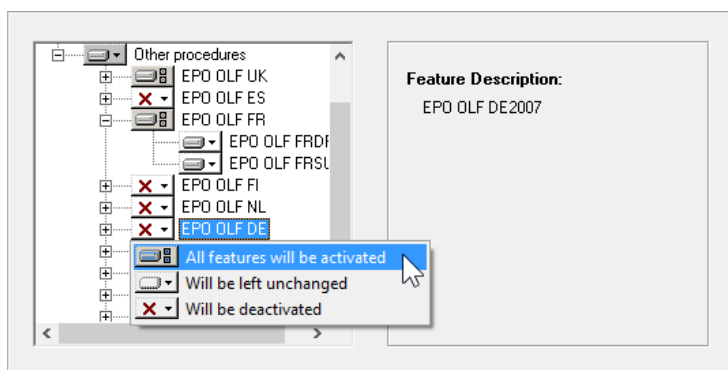 Other procedures
EPO OLF UK
EPO OLF ES
EPO OLF FR
EPO OLF FRDF
EPO OLF FRSU
EPO OLF FI
EPO OLF NL
EPO OLF DE
All features will be activated
Will be left unchanged
Will be deactivated
Feature Description:
EPO OLF DE2007